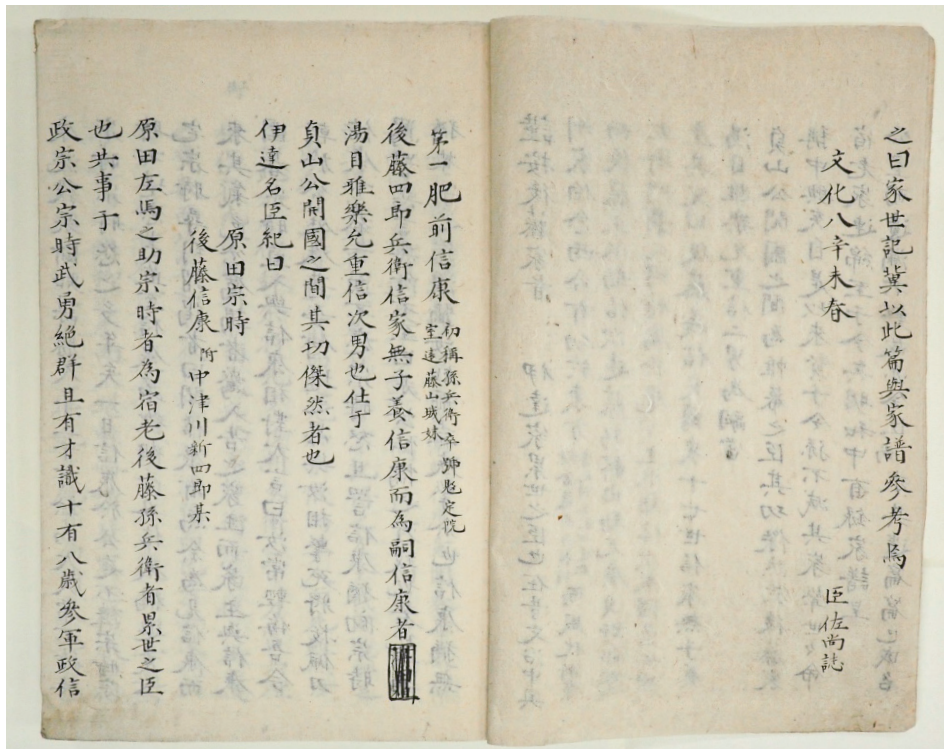 之曰家世記冀以此篇與家譜參考焉
文化八辛未春
臣佐尚誌
第一 肥前信康 初稱孫兵衛卒號
室遠藤山城妹
後藤四郎兵衛信家無子養信康而為嗣信康者
湯目雅樂允重信次男也仕于
貞山公開國之間其功傑然者也
伊達名臣紀曰
原田宗時
後藤信康 附中津川新四郎某
原田左馬之助宗時者為宿老後藤孫兵衛者累世之臣
也共事于
政宗公宗時武勇絶群且有才識十有八歳參軍政信